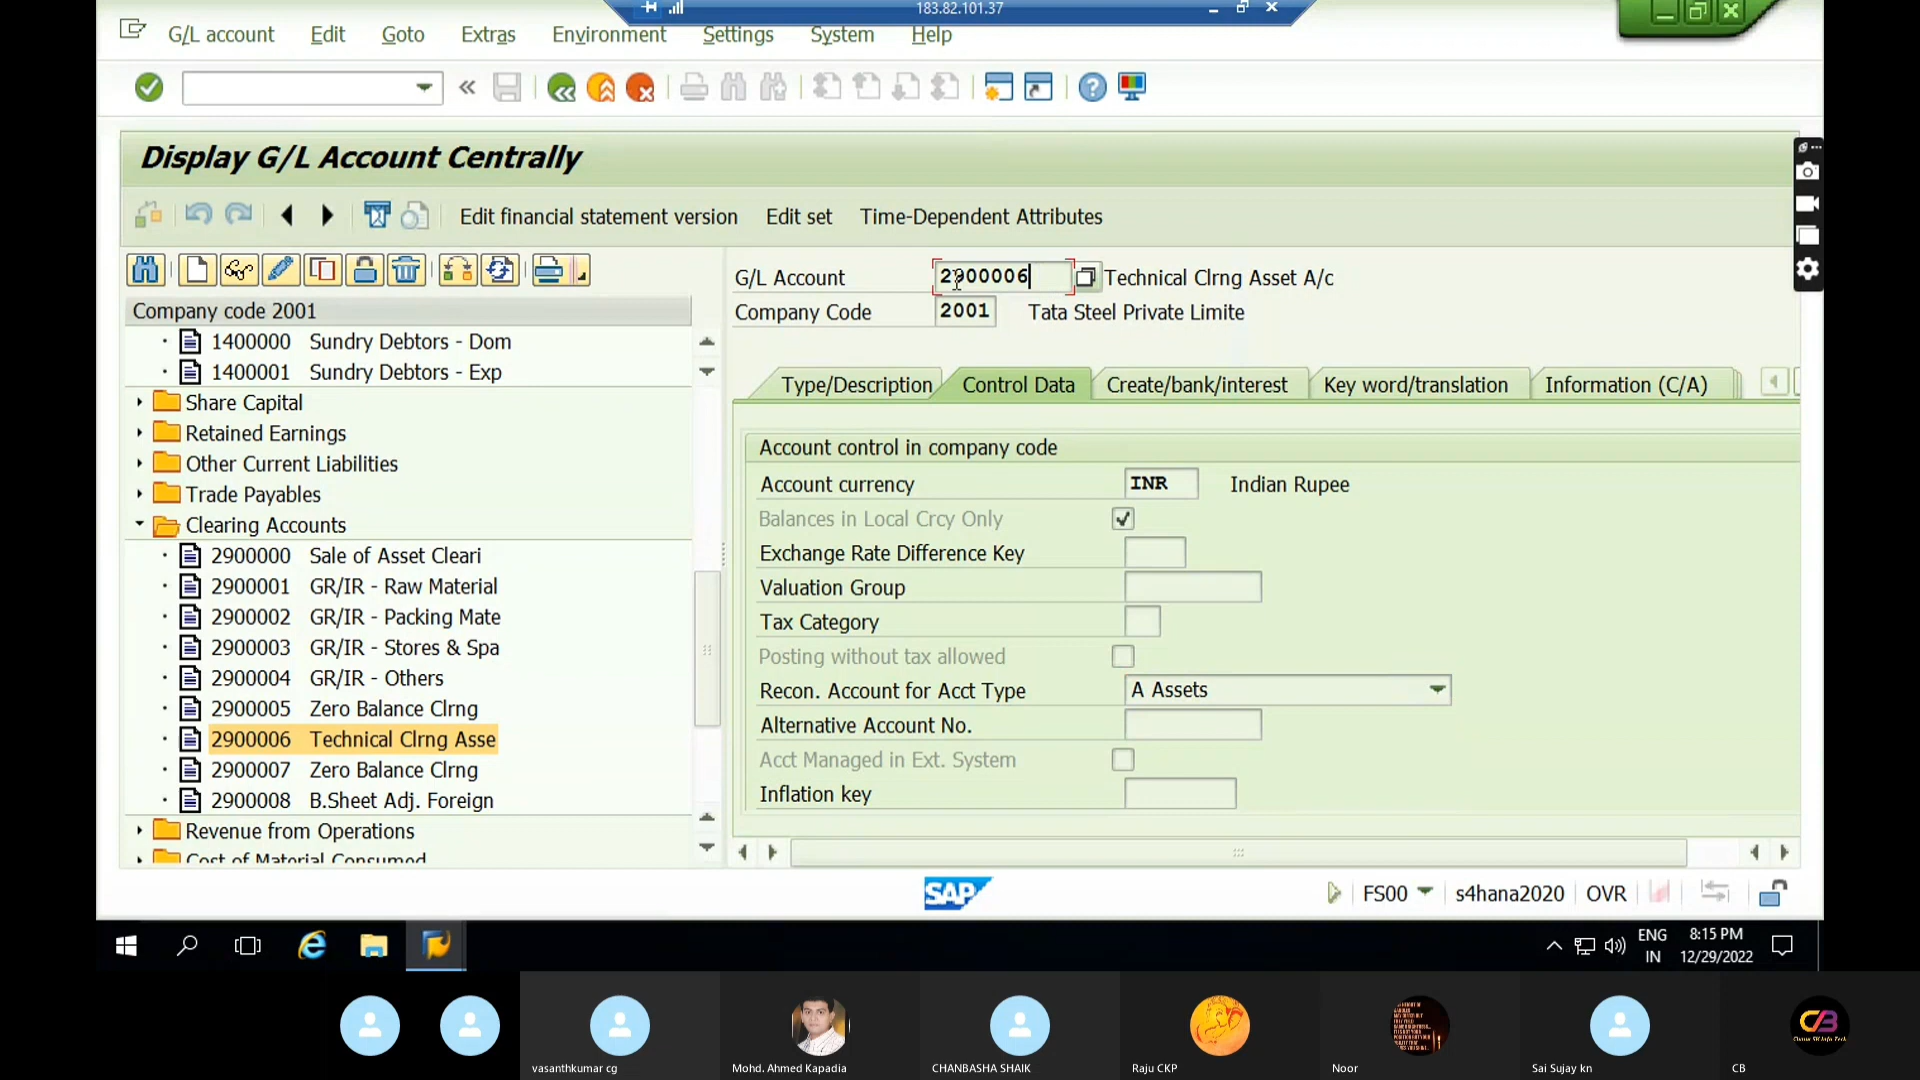 183.82.101.37
G/L account Edit Goto Extras Environment Settings System Help
Display G/L Account Centrally
Edit financial statement version Edit set Time-Dependent Attributes
Company code 2001
1400000 Sundry Debtors - Dom
1400001 Sundry Debtors - Exp
Share Capital
Retained Earnings
Other Current Liabilities
Trade Payables
Clearing Accounts
2900000 Sale of Asset Cleari
2900001 GR/IR - Raw Material
2900002 GR/IR - Packing Mate
2900003 GR/IR - Stores & Spa
2900004 GR/IR - Others
2900005 Zero Balance Clrng
2900006 Technical Clrng Asse
2900007 Zero Balance Clrng
2900008 B.Sheet Adj. Foreign
Revenue from Operations
Cost of Material Consumed
G/L Account 2900006 Technical Clrng Asset A/c
Company Code 2001 Tata Steel Private Limite
Type/Description Control Data Create/bank/interest Key word/translation Information (C/A)
Account control in company code
Account currency INR Indian Rupee
Balances in Local Crcy Only
Exchange Rate Difference Key
Valuation Group
Tax Category
Posting without tax allowed
Recon. Account for Acct Type A Assets
Alternative Account No.
Acct Managed in Ext. System
Inflation key
SAP
FS00 s4hana2020 OVR
ENG
IN
8:15 PM
12/29/2022
vasanthkumar cg
Mohd. Ahmed Kapadia
CHANBASHA SHAIK
Raju CKP
Noor
Sai Sujay kn
CB